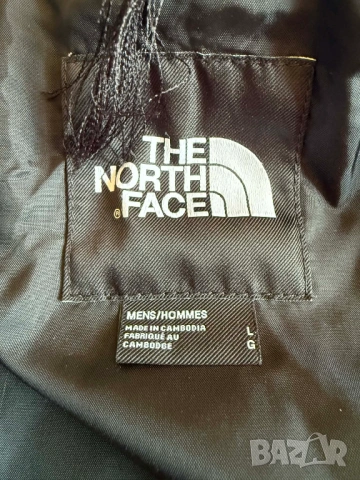 THE
NORTH
FACE
®
MENS/HOMMES
MADE IN CAMBODIA
FABRIQUÉ AU
CAMBODGE
L
G
BAZAR